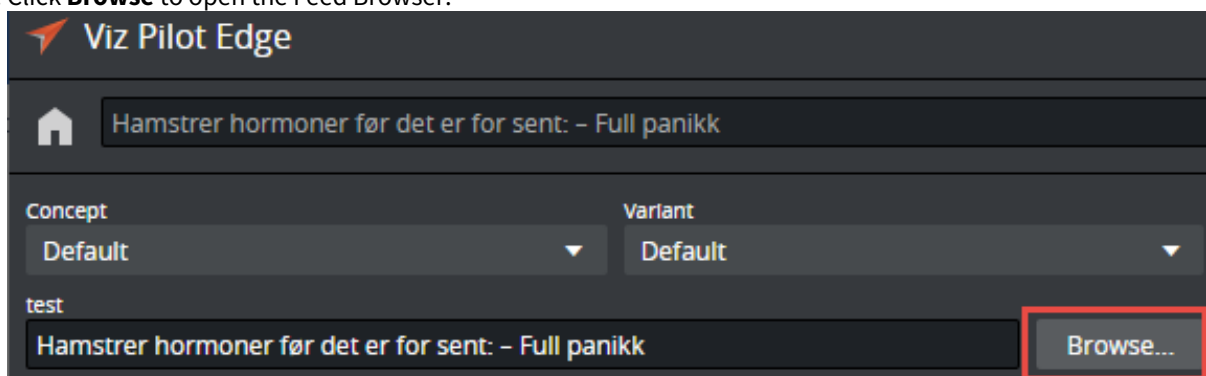 Click Browse to open the Feed Browser.
Viz Pilot Edge
Hamstrer hormoner før det er for sent: – Full panikk
Concept
Variant
Default
Default
test
Hamstrer hormoner før det er for sent: – Full panikk
Browse...